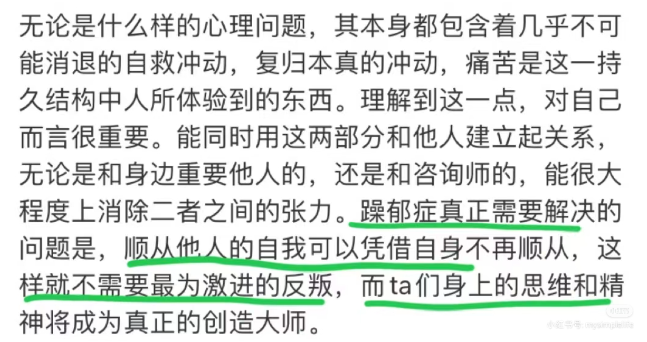 无论是什么样的心理问题，其本身都包含着几乎不可
能消退的自救冲动，复归本真的冲动，痛苦是这一持
久结构中人所体验到的东西。理解到这一点，对自己
而言很重要。能同时用这两部分和他人建立起关系，
无论是和身边重要他人的，还是和咨询师的，能很大
程度上消除二者之间的张力。躁郁症真正需要解决的
问题是，顺从他人的自我可以凭借自身不再顺从，这
样就不需要最为激进的反叛，而ta们身上的思维和精
神将成为真正的创造大师。
小红书号: